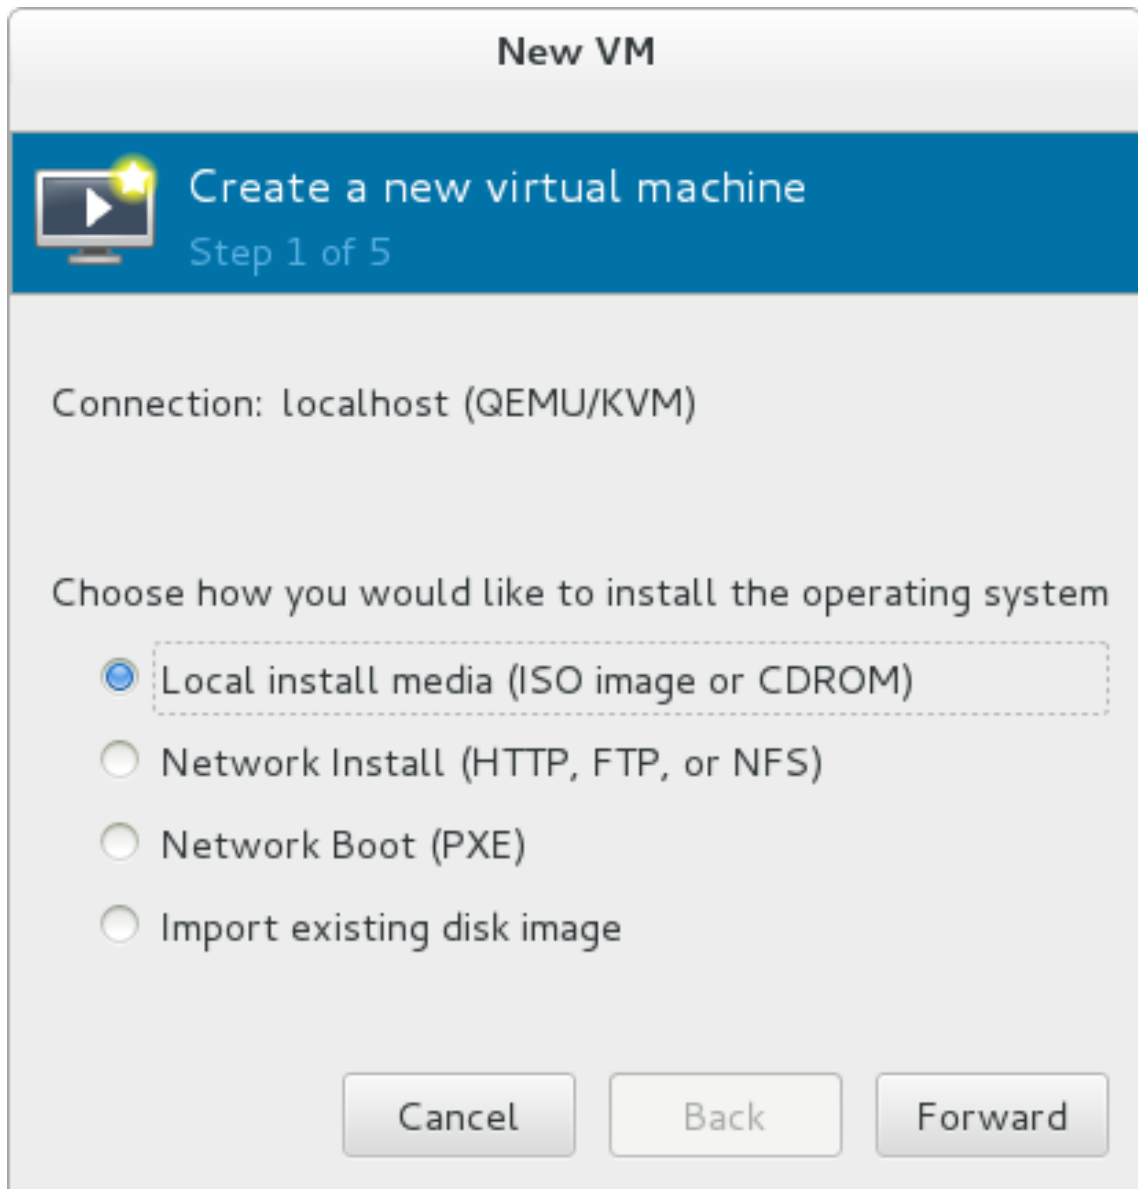 New VM
Create a new virtual machine
Step 1 of 5
Connection: localhost (QEMU/KVM)
Choose how you would like to install the operating system
Local install media (ISO image or CDROM)
Network Install (HTTP, FTP, or NFS)
Network Boot (PXE)
Import existing disk image
Cancel Back Forward